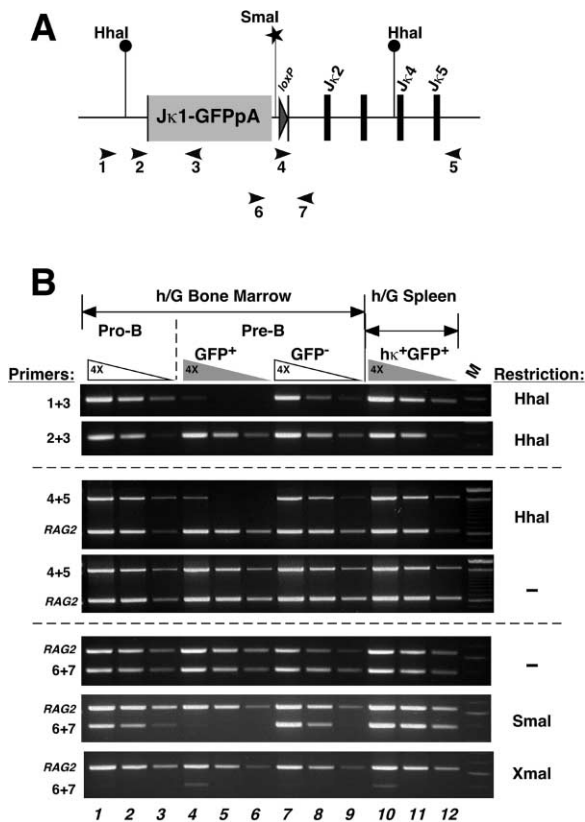 A
SmaI
HhaI
HhaI
loxP
Jκ2
Jκ4
Jκ5
Jκ1-GFPpA
1
2
3
4
5
6
7
B
h/G Bone Marrow
h/G Spleen
Pro-B
Pre-B
GFP+
GFP-
hκ+GFP+
Primers:
4X
4X
4X
4X
M
Restriction:
1+3
HhaI
2+3
HhaI
4+5
RAG2
HhaI
4+5
RAG2
–
RAG2
6+7
–
RAG2
6+7
SmaI
RAG2
6+7
XmaI
1 2 3 4 5 6 7 8 9 10 11 12